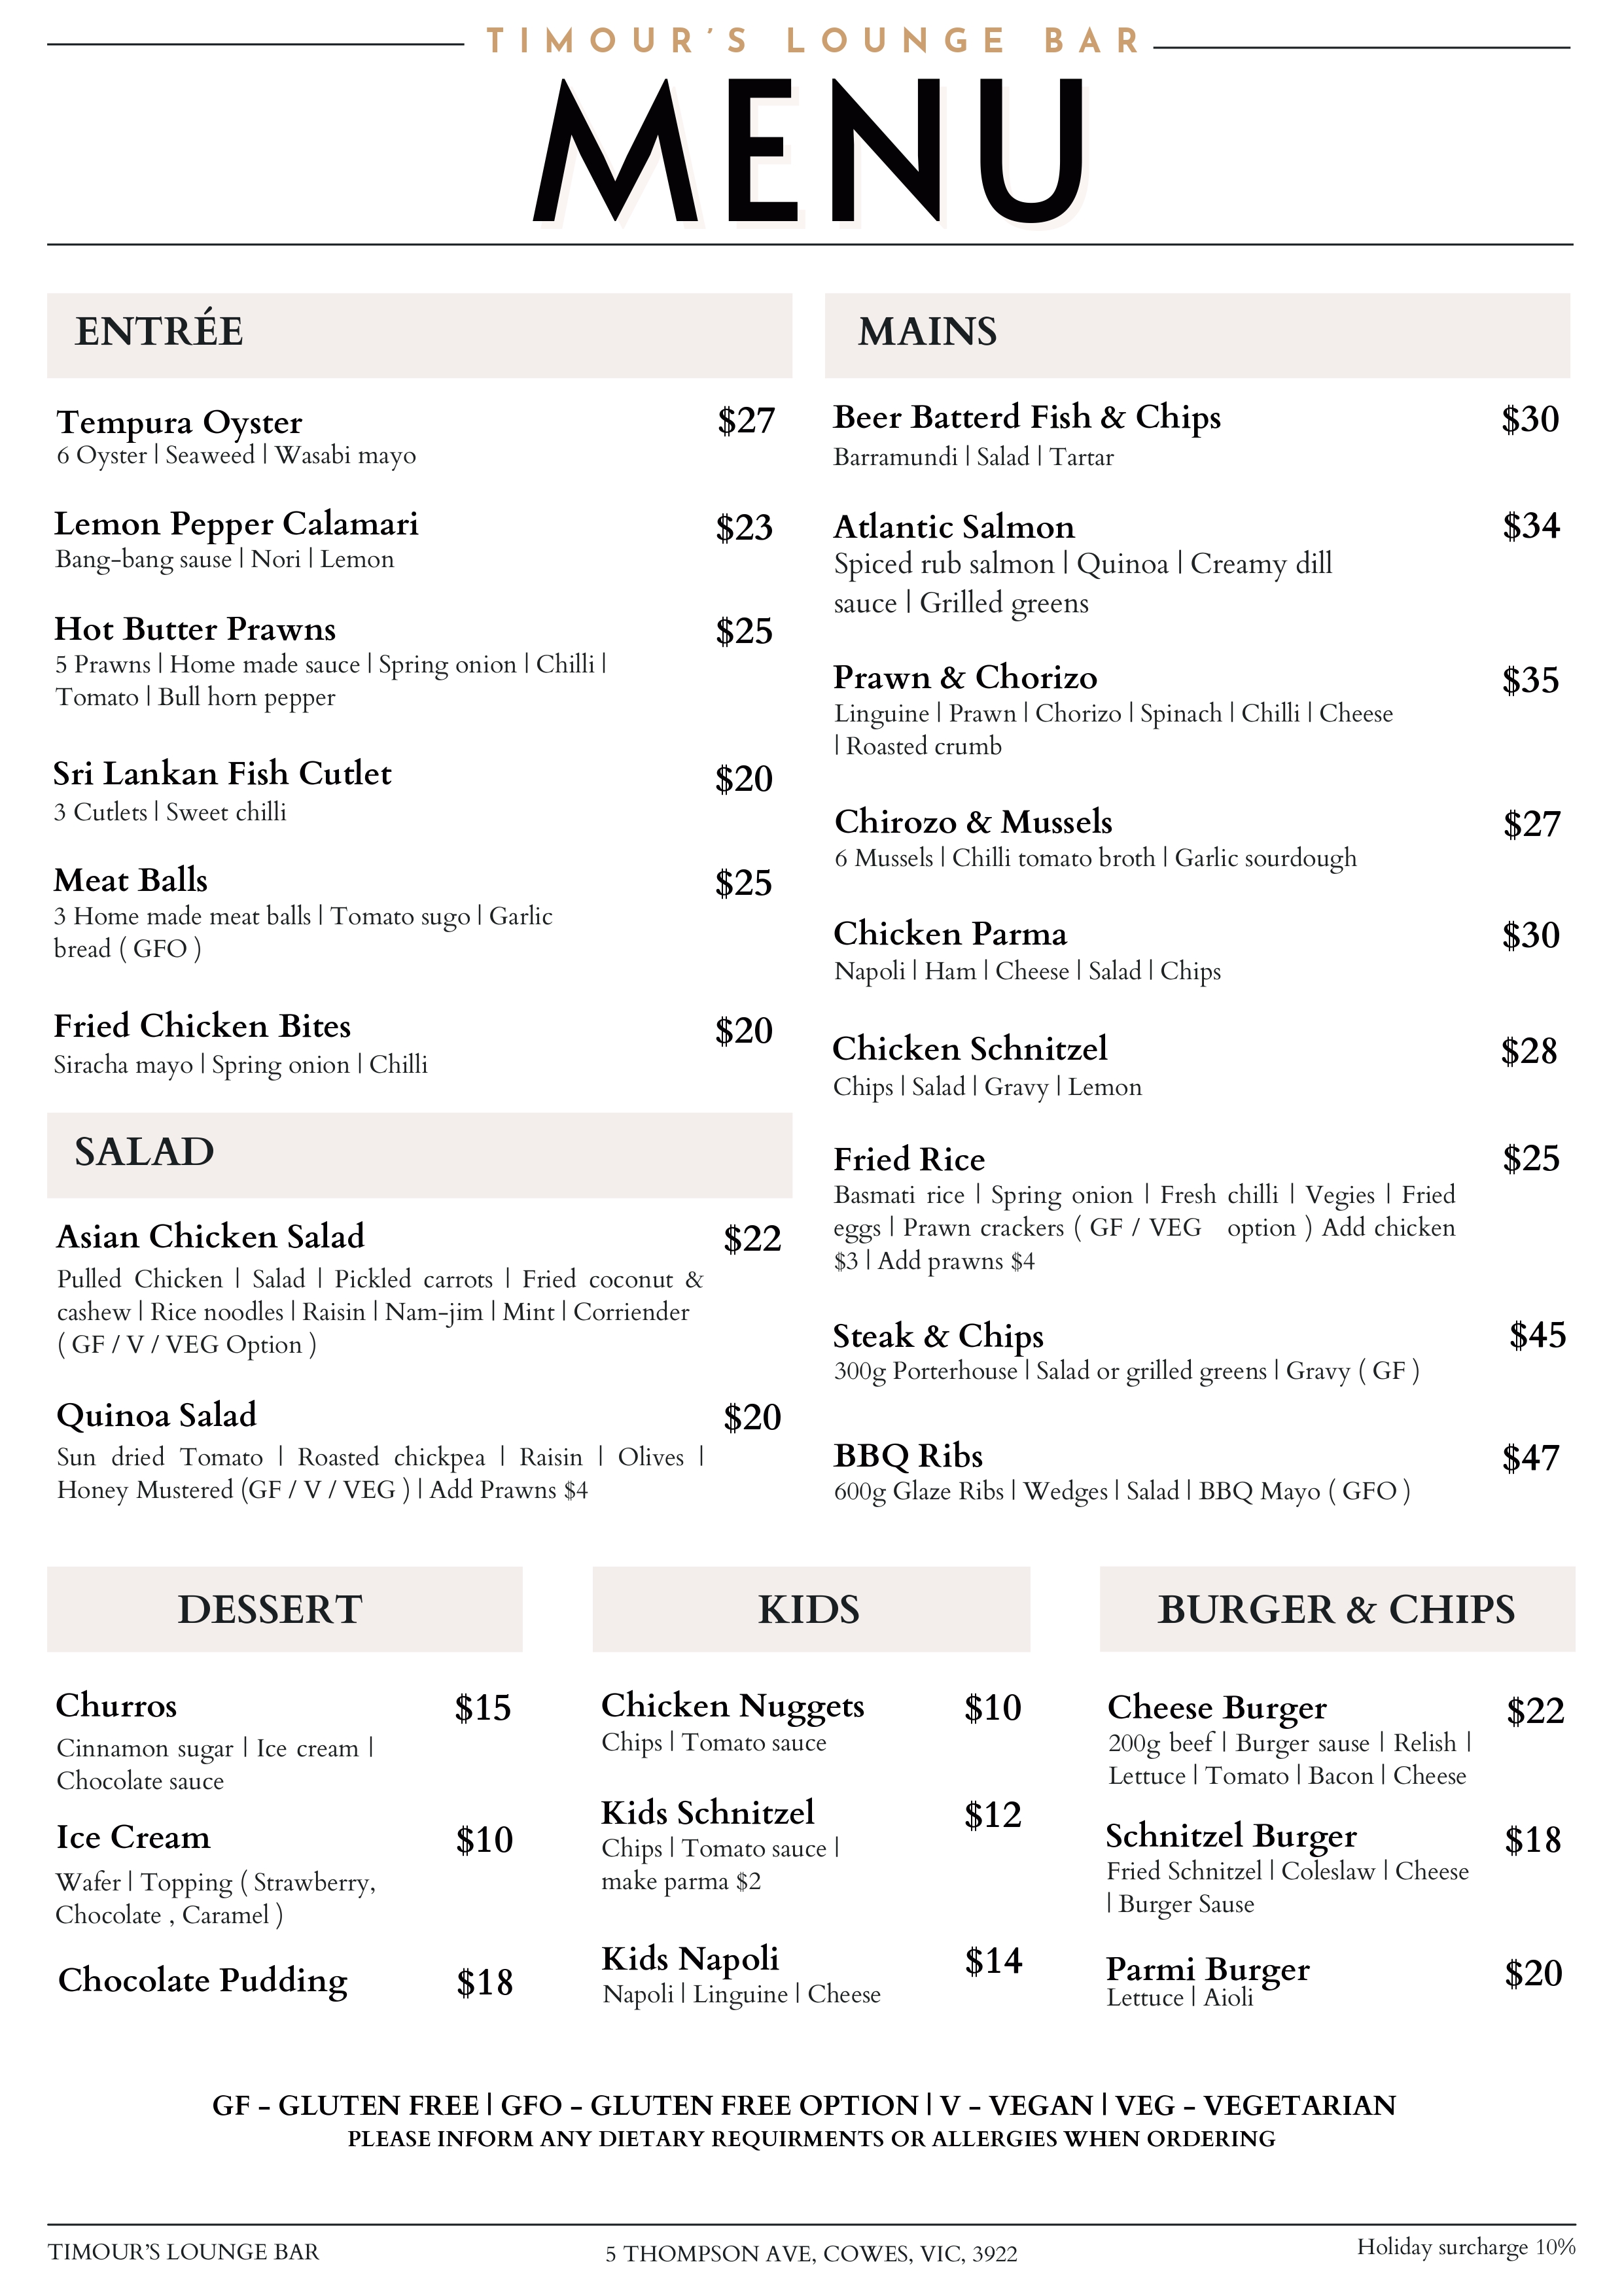 TIMOUR'S LOUNGE BAR
MENU
ENTRÉE
Tempura Oyster $27
6 Oyster | Seaweed | Wasabi mayo
Lemon Pepper Calamari $23
Bang-bang sause | Nori | Lemon
Hot Butter Prawns $25
5 Prawns | Home made sauce | Spring onion | Chilli |
Tomato | Bull horn pepper
Sri Lankan Fish Cutlet $20
3 Cutlets | Sweet chilli
Meat Balls $25
3 Home made meat balls | Tomato sugo | Garlic
bread ( GFO )
Fried Chicken Bites $20
Siracha mayo | Spring onion | Chilli
SALAD
Asian Chicken Salad $22
Pulled Chicken | Salad | Pickled carrots | Fried coconut &
cashew | Rice noodles | Raisin | Nam-jim | Mint | Corriender
( GF / V / VEG Option )
Quinoa Salad $20
Sun dried Tomato | Roasted chickpea | Raisin | Olives |
Honey Mustered (GF / V / VEG ) | Add Prawns $4
MAINS
Beer Batterd Fish & Chips $30
Barramundi | Salad | Tartar
Atlantic Salmon $34
Spiced rub salmon | Quinoa | Creamy dill
sauce | Grilled greens
Prawn & Chorizo $35
Linguine | Prawn | Chorizo | Spinach | Chilli | Cheese
| Roasted crumb
Chirozo & Mussels $27
6 Mussels | Chilli tomato broth | Garlic sourdough
Chicken Parma $30
Napoli | Ham | Cheese | Salad | Chips
Chicken Schnitzel $28
Chips | Salad | Gravy | Lemon
Fried Rice $25
Basmati rice | Spring onion | Fresh chilli | Vegies | Fried
eggs | Prawn crackers ( GF / VEG option ) Add chicken
$3 | Add prawns $4
Steak & Chips $45
300g Porterhouse | Salad or grilled greens | Gravy ( GF )
BBQ Ribs $47
600g Glaze Ribs | Wedges | Salad | BBQ Mayo ( GFO )
DESSERT
Churros $15
Cinnamon sugar | Ice cream |
Chocolate sauce
Ice Cream $10
Wafer | Topping ( Strawberry,
Chocolate , Caramel )
Chocolate Pudding $18
KIDS
Chicken Nuggets $10
Chips | Tomato sauce
Kids Schnitzel $12
Chips | Tomato sauce |
make parma $2
Kids Napoli $14
Napoli | Linguine | Cheese
BURGER & CHIPS
Cheese Burger $22
200g beef | Burger sause | Relish |
Lettuce | Tomato | Bacon | Cheese
Schnitzel Burger $18
Fried Schnitzel | Coleslaw | Cheese
| Burger Sause
Parmi Burger $20
Lettuce | Aioli
GF - GLUTEN FREE | GFO - GLUTEN FREE OPTION | V - VEGAN | VEG - VEGETARIAN
PLEASE INFORM ANY DIETARY REQUIRMENTS OR ALLERGIES WHEN ORDERING
TIMOUR'S LOUNGE BAR
5 THOMPSON AVE, COWES, VIC, 3922
Holiday surcharge 10%